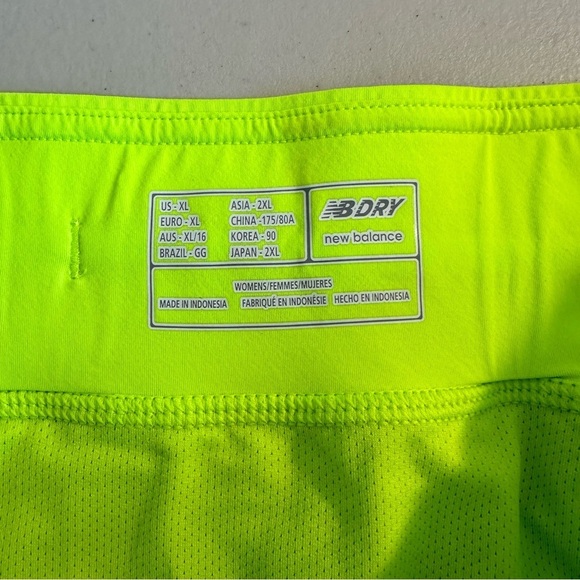 US - XL
EURO - XL
AUS - XL/16
BRAZIL - GG
ASIA - 2XL
CHINA - 175/80A
KOREA - 90
JAPAN - 2XL
NB DRY
new balance
WOMENS/FEMMES/MUJERES
MADE IN INDONESIA FABRIQUÉ EN INDONÉSIE HECHO EN INDONESIA